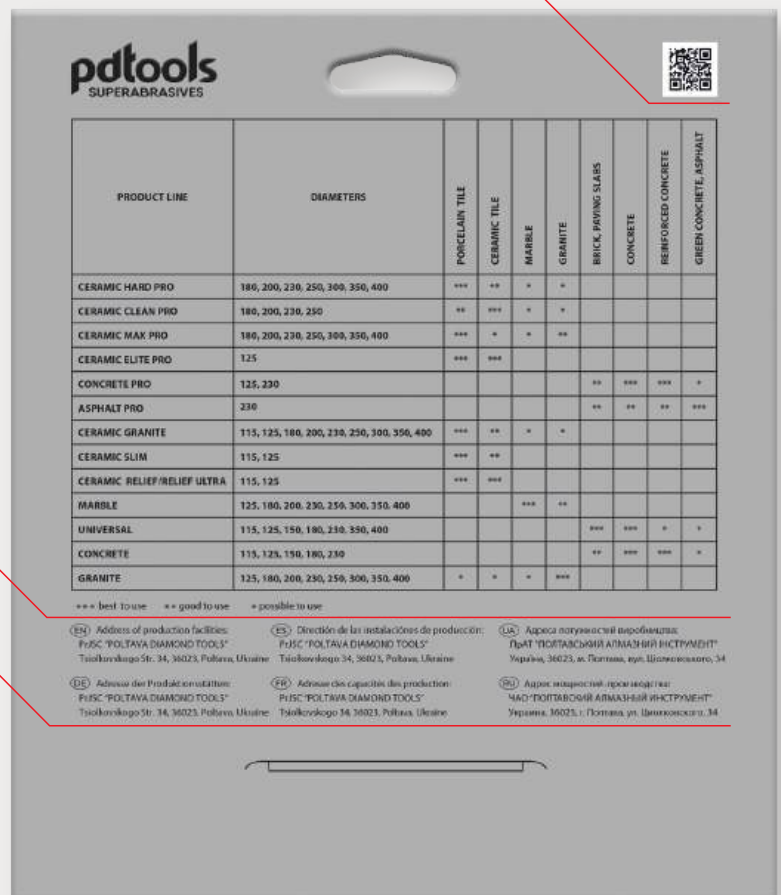 pdtools
SUPERABRASIVES
PRODUCT LINE DIAMETERS PORCELAIN TILE CERAMIC TILE MARBLE GRANITE BRICK, PAVING SLABS CONCRETE REINFORCED CONCRETE GREEN CONCRETE, ASPHALT
CERAMIC HARD PRO 180, 200, 230, 250, 300, 350, 400 *** ** * *
CERAMIC CLEAN PRO 180, 200, 230, 250 ** *** * *
CERAMIC MAX PRO 180, 200, 230, 250, 300, 350, 400 *** * * **
CERAMIC ELITE PRO 125 *** ***
CONCRETE PRO 125, 230 ** *** *** *
ASPHALT PRO 230 ** ** ** ***
CERAMIC GRANITE 115, 125, 180, 200, 230, 250, 300, 350, 400 *** ** * *
CERAMIC SLIM 115, 125 *** **
CERAMIC RELIEF/RELIEF ULTRA 115, 125 *** ***
MARBLE 125, 180, 200, 230, 250, 300, 350, 400 *** **
UNIVERSAL 115, 125, 150, 180, 230, 350, 400 *** *** * *
CONCRETE 115, 125, 150, 180, 230 ** *** *** *
GRANITE 125, 180, 200, 230, 250, 300, 350, 400 * * * ***
*** best to use ** good to use * possible to use
EN Address of production facilities:
PrJSC "POLTAVA DIAMOND TOOLS"
Tsiolkovskogo Str. 34, 36023, Poltava, Ukraine
ES Dirección de las instalaciónes de producción:
PrJSC "POLTAVA DIAMOND TOOLS"
Tsiolkovskogo 34, 36023, Poltava, Ukraine
UA Адреса потужностей виробництва:
ПрАТ "ПОЛТАВСЬКИЙ АЛМАЗНИЙ ІНСТРУМЕНТ"
Україна, 36023, м. Полтава, вул. Ціолковського, 34
DE Adresse der Produktionsstätten:
PrJSC "POLTAVA DIAMOND TOOLS"
Tsiolkovskogo Str. 34, 36023, Poltava, Ukraine
FR Adresse des capacités des production:
PrJSC "POLTAVA DIAMOND TOOLS"
Tsiolkovskogo 34, 36023, Poltava, Ukraine
RU Адрес мощностей производства:
ЧАО "ПОЛТАВСКИЙ АЛМАЗНЫЙ ИНСТРУМЕНТ"
Украина, 36023, г. Полтава, ул. Циолковского, 34